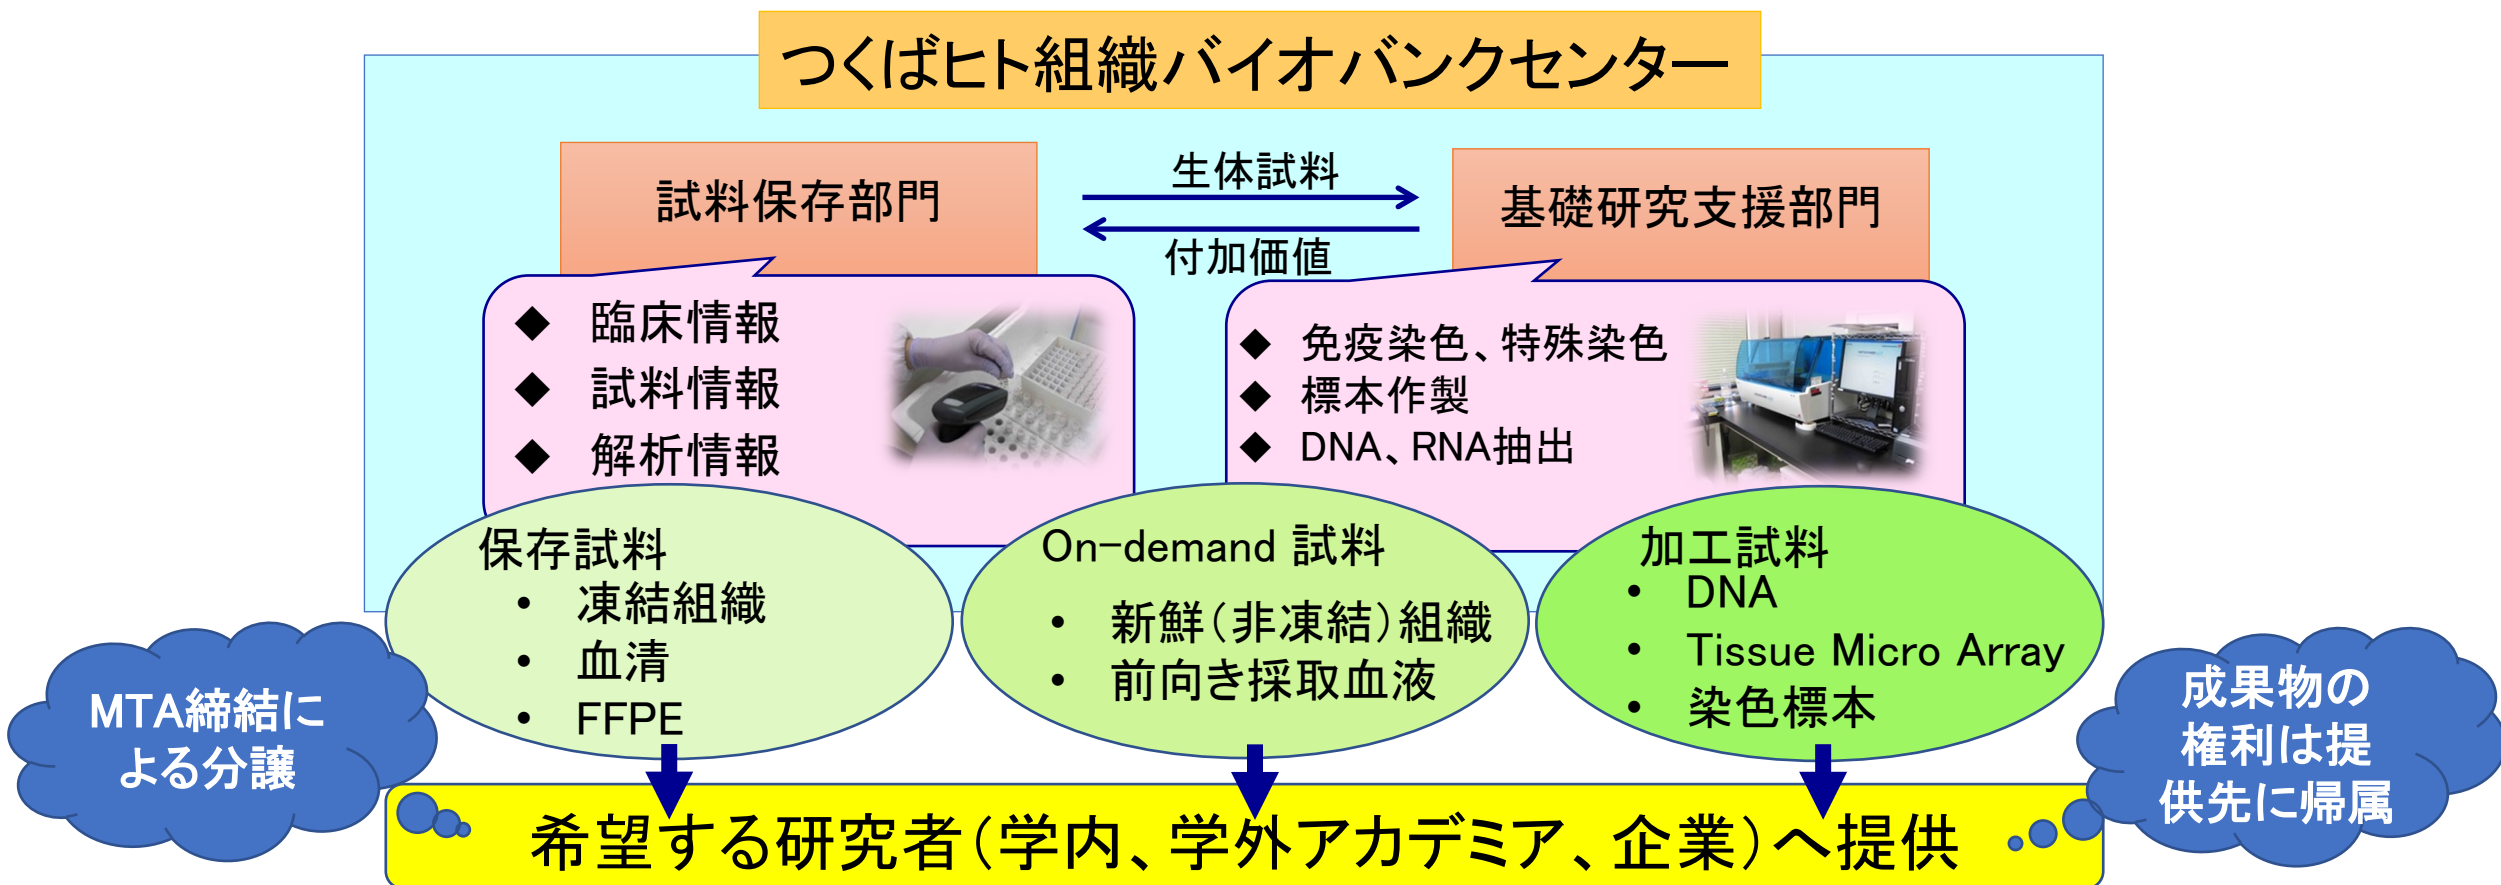 つくばヒト組織バイオバンクセンター
試料保存部門
生体試料
付加価値
基礎研究支援部門
◆ 臨床情報
◆ 試料情報
◆ 解析情報
◆ 免疫染色、特殊染色
◆ 標本作製
◆ DNA、RNA抽出
保存試料
• 凍結組織
• 血清
• FFPE
On-demand 試料
• 新鮮(非凍結)組織
• 前向き採取血液
加工試料
• DNA
• Tissue Micro Array
• 染色標本
MTA締結に
よる分譲
成果物の
権利は提
供先に帰属
希望する研究者(学内、学外アカデミア、企業)へ提供